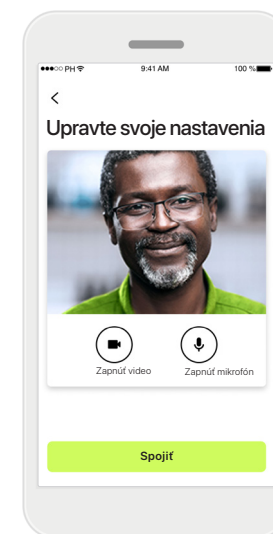 PH 9:41 AM 100 %
Upravte svoje nastavenia
Zapnúť video Zapnúť mikrofón
Spojiť